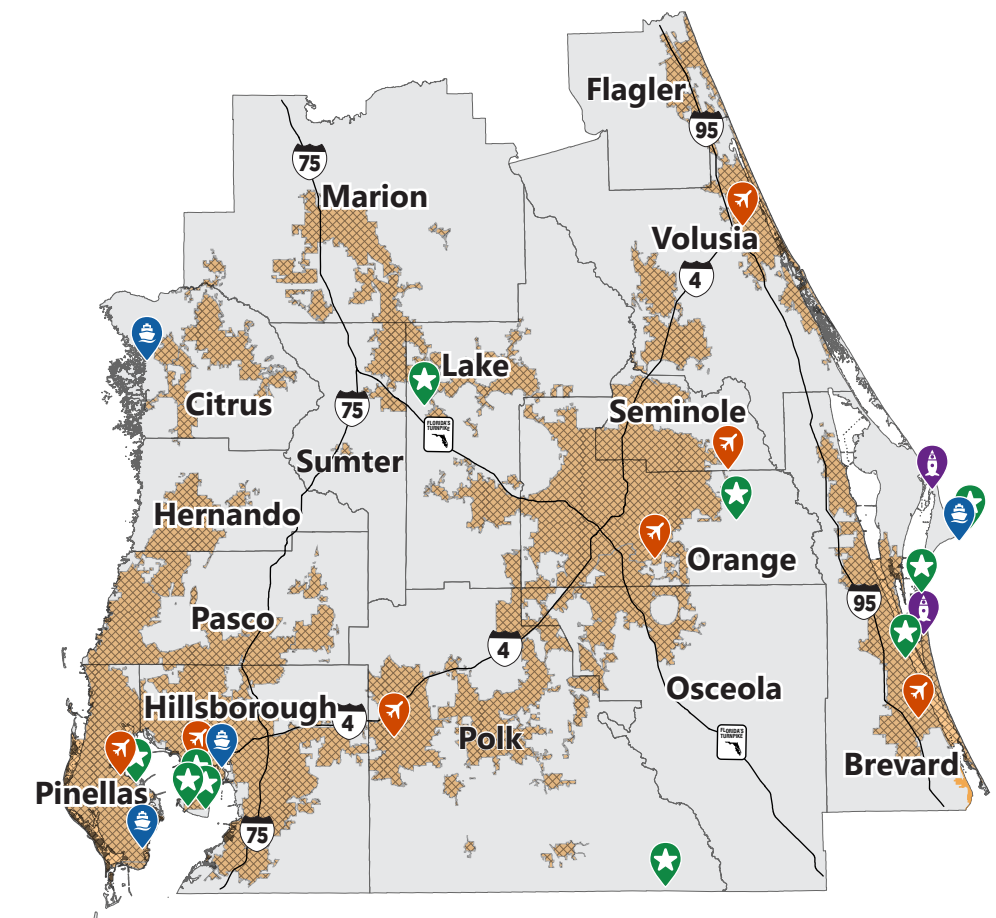 Flagler
95
75
Marion
Volusia
4
Lake
Citrus
75
Seminole
FLORIDA'S
TURNPIKE
Sumter
Hernando
Orange
95
Pasco
4
Osceola
Hillsborough
4
Polk
FLORIDA'S
TURNPIKE
Brevard
Pinellas
75